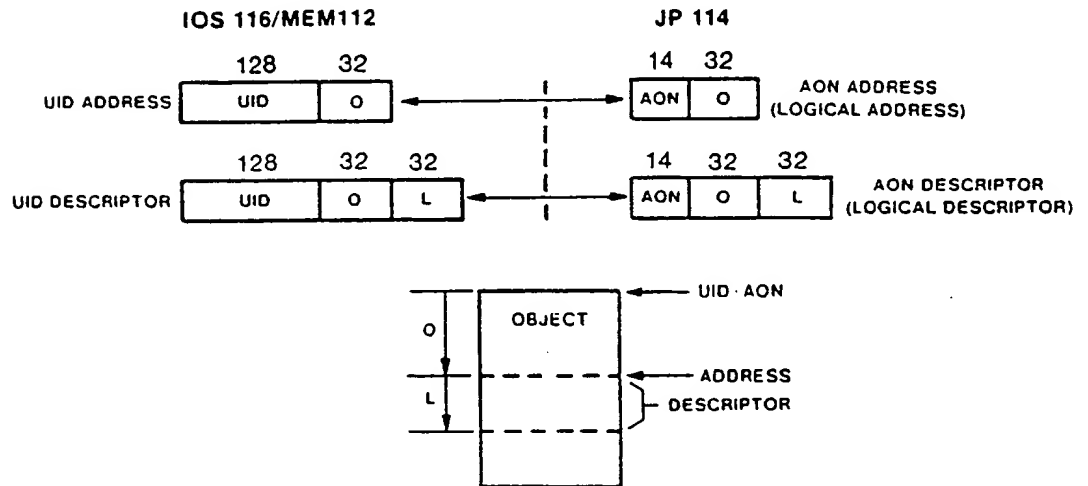 IOS 116/MEM112
JP 114
128 32
14 32
UID ADDRESS UID O
AON O AON ADDRESS
(LOGICAL ADDRESS)
128 32 32
14 32 32
UID DESCRIPTOR UID O L
AON O L AON DESCRIPTOR
(LOGICAL DESCRIPTOR)
UID · AON
OBJECT
O
ADDRESS
L
DESCRIPTOR